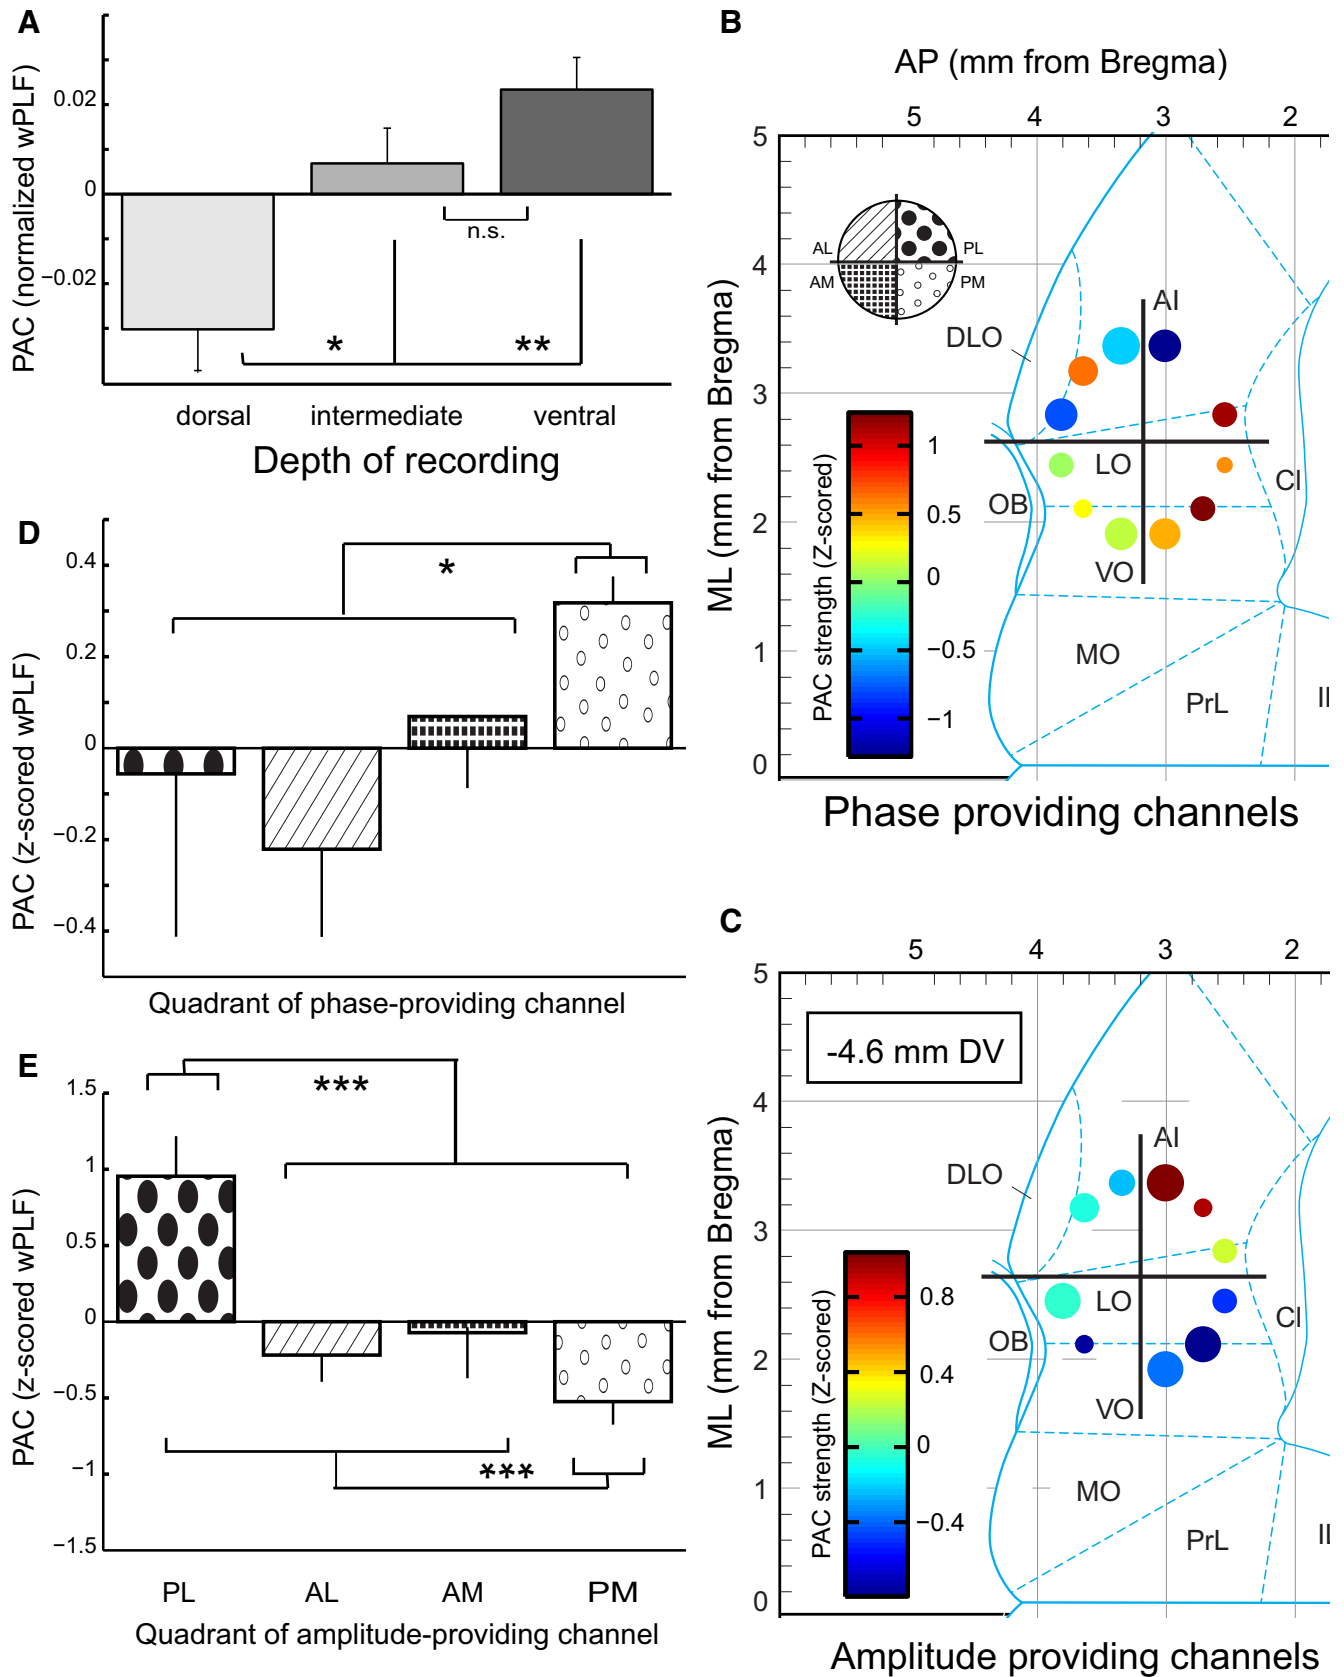 A
PAC (normalized wPLF)
0.02
0
−0.02
n.s.
*
**
dorsal
intermediate
ventral
Depth of recording
B
AP (mm from Bregma)
5
4
3
2
5
4
3
2
1
0
ML (mm from Bregma)
AL
PL
AM
PM
DLO
AI
LO
OB
CI
VO
MO
PrL
Il
PAC strength (Z-scored)
1
0.5
0
−0.5
−1
Phase providing channels
D
PAC (z-scored wPLF)
0.4
0.2
0
−0.2
−0.4
*
Quadrant of phase-providing channel
C
5
4
3
2
5
4
3
2
1
0
ML (mm from Bregma)
-4.6 mm DV
DLO
AI
LO
OB
CI
VO
MO
PrL
Il
PAC strength (Z-scored)
0.8
0.4
0
−0.4
Amplitude providing channels
E
PAC (z-scored wPLF)
1.5
1
0.5
0
−0.5
−1
−1.5
***
***
PL
AL
AM
PM
Quadrant of amplitude-providing channel